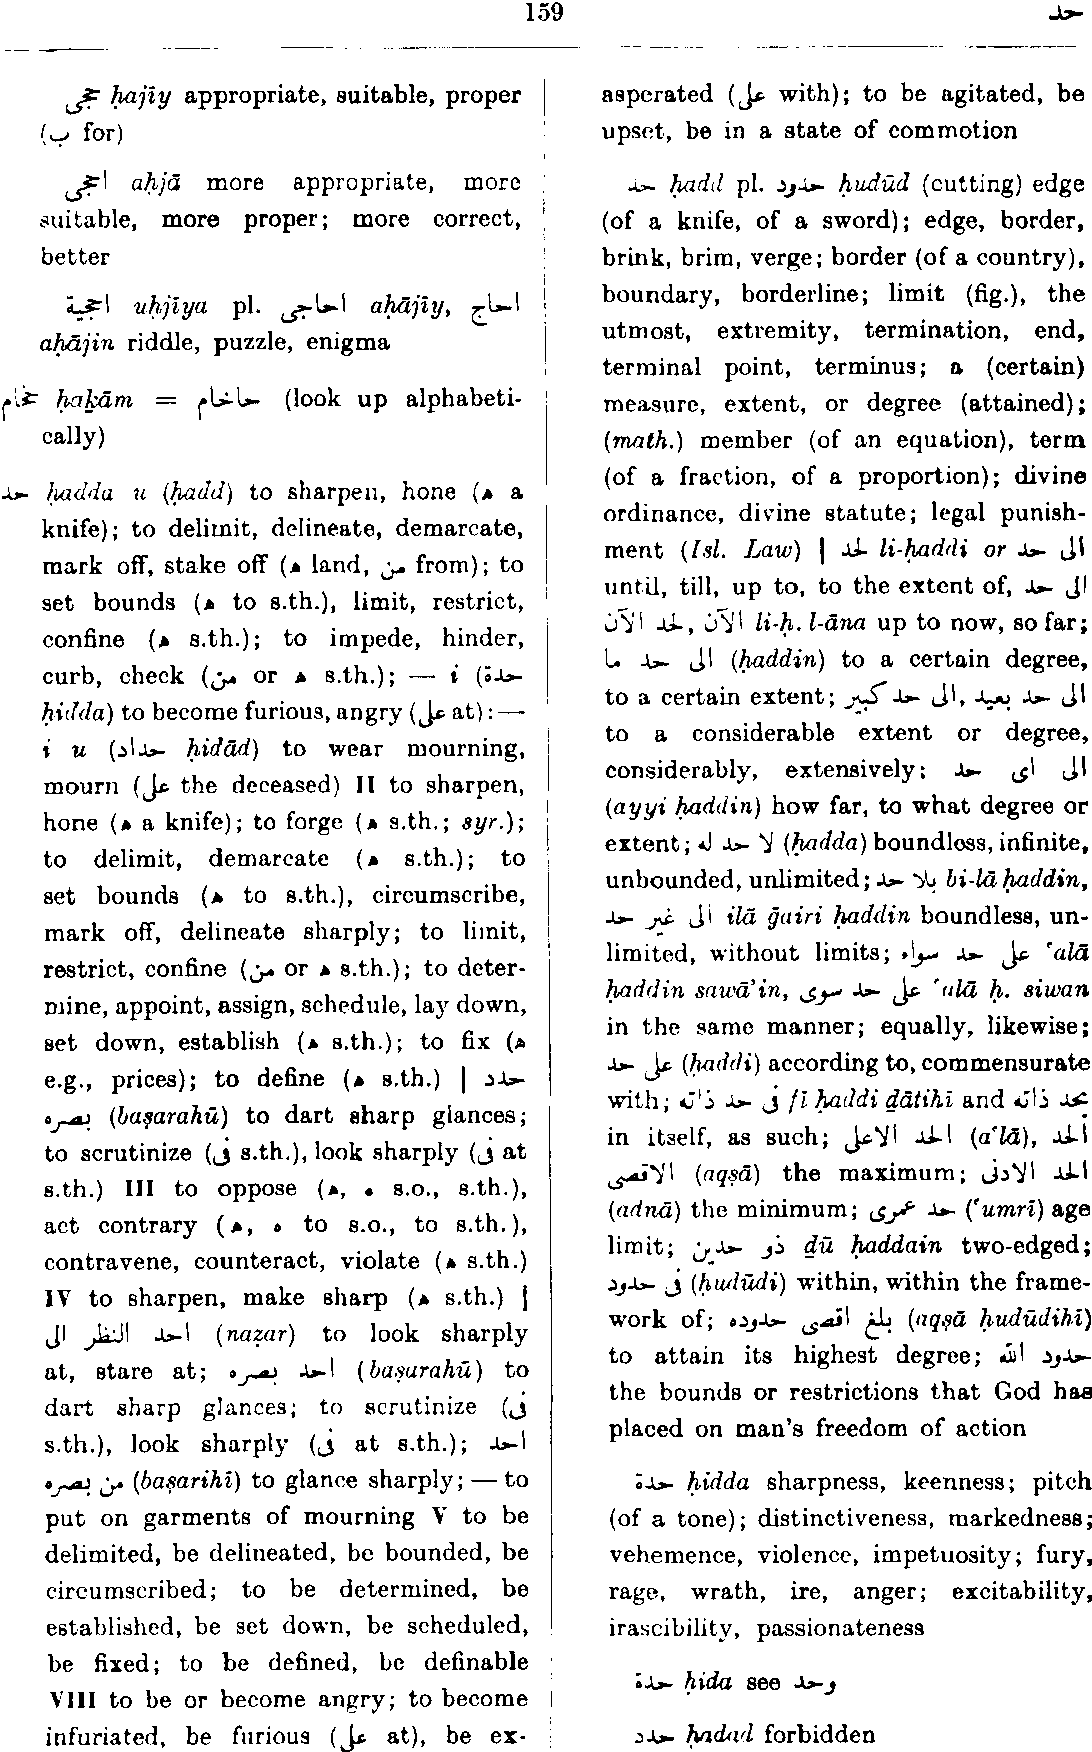 159
حد
حجى ḥajīy appropriate, suitable, proper
(ب for)
احجى aḥjā more appropriate, more
suitable, more proper; more correct,
better
احجية uḥjīya pl. احاجى aḥājīy, احاج
aḥājin riddle, puzzle, enigma
حخام ḥaḵām = حاخام (look up alphabeti-
cally)
حد ḥadda u (ḥadd) to sharpen, hone (ه a
knife); to delimit, delineate, demarcate,
mark off, stake off (ه land, من from); to
set bounds (ه to s.th.), limit, restrict,
confine (ه s.th.); to impede, hinder,
curb, check (من or ه s.th.); — i (حدة
ḥidda) to become furious, angry (على at): —
i u (حداد ḥidād) to wear mourning,
mourn (على the deceased) II to sharpen,
hone (ه a knife); to forge (ه s.th.; syr.);
to delimit, demarcate (ه s.th.); to
set bounds (ه to s.th.), circumscribe,
mark off, delineate sharply; to limit,
restrict, confine (من or ه s.th.); to deter-
mine, appoint, assign, schedule, lay down,
set down, establish (ه s.th.); to fix (ه
e.g., prices); to define (ه s.th.) | حدد
بصره (baṣarahū) to dart sharp glances;
to scrutinize (فى s.th.), look sharply (فى at
s.th.) III to oppose (ه, ه s.o., s.th.),
act contrary (ه, ه to s.o., to s.th.),
contravene, counteract, violate (ه s.th.)
IV to sharpen, make sharp (ه s.th.) |
احد النظر الى (naẓar) to look sharply
at, stare at; احد بصره (baṣarahū) to
dart sharp glances; to scrutinize (فى
s.th.), look sharply (فى at s.th.); احد
من بصره (baṣarihī) to glance sharply; — to
put on garments of mourning V to be
delimited, be delineated, be bounded, be
circumscribed; to be determined, be
established, be set down, be scheduled,
be fixed; to be defined, be definable
VIII to be or become angry; to become
infuriated, be furious (على at), be ex-
asperated (على with); to be agitated, be
upset, be in a state of commotion
حد ḥadd pl. حدود ḥudūd (cutting) edge
(of a knife, of a sword); edge, border,
brink, brim, verge; border (of a country),
boundary, borderline; limit (fig.), the
utmost, extremity, termination, end,
terminal point, terminus; a (certain)
measure, extent, or degree (attained);
(math.) member (of an equation), term
(of a fraction, of a proportion); divine
ordinance, divine statute; legal punish-
ment (Isl. Law) | لحد li-ḥaddi or الى حد
until, till, up to, to the extent of, الى حد
الآن, لحد الآن li-ḥ. l-āna up to now, so far;
الى حد ما (ḥaddin) to a certain degree,
to a certain extent; الى حد بعيد, الى حد كبير
to a considerable extent or degree,
considerably, extensively; الى اى حد
(ayyi ḥaddin) how far, to what degree or
extent; لا حد له (ḥadda) boundless, infinite,
unbounded, unlimited; بلا حد bi-lā ḥaddin,
الى غير حد ilā ḡairi ḥaddin boundless, un-
limited, without limits; على حد سواء ʿalā
ḥaddin sawāʾin, على حد سوى ʿalā ḥ. siwan
in the same manner; equally, likewise;
على حد (ḥaddi) according to, commensurate
with; فى حد ذاته fī ḥaddi ḏātihī and بحد ذاته
in itself, as such; الحد الاعلى (aʿlā), الحد
الاقصى (aqṣā) the maximum; الحد الادنى
(adnā) the minimum; حد عمرى (ʿumrī) age
limit; ذو حدين ḏū ḥaddain two-edged;
فى حدود (ḥudūdi) within, within the frame-
work of; بلغ اقصى حدوده (aqṣā ḥudūdihī)
to attain its highest degree; حدود الله
the bounds or restrictions that God has
placed on man's freedom of action
حدة ḥidda sharpness, keenness; pitch
(of a tone); distinctiveness, markedness;
vehemence, violence, impetuosity; fury,
rage, wrath, ire, anger; excitability,
irascibility, passionateness
حدة ḥida see وحد
حدد ḥadad forbidden